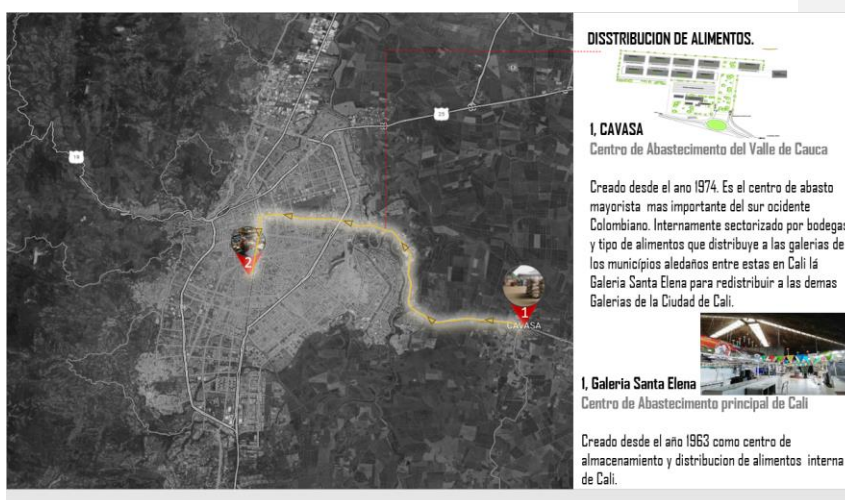 DISSTRIBUCION DE ALIMENTOS.
1, CAVASA
Centro de Abastecimento del Valle de Cauca
Creado desde el ano 1974. Es el centro de abasto
mayorista mas importante del sur ocidente
Colombiano. Internamente sectorizado por bodegas
y tipo de alimentos que distribuye a las galerias de
los municípios aledaños entre estas en Cali lá
Galeria Santa Elena para redistribuir a las demas
Galerias de la Ciudad de Cali.
1, Galeria Santa Elena
Centro de Abastecimento principal de Cali
Creado desde el año 1963 como centro de
almacenamiento y distribucion de alimentos interna
de Cali.
25
19
2
1
CAVASA